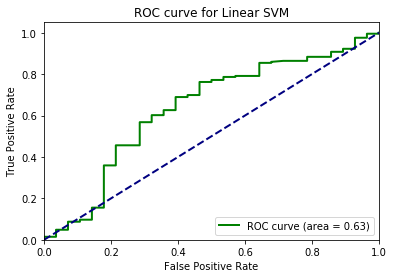 ROC curve for Linear SVM
True Positive Rate
1.0
0.8
0.6
0.4
0.2
0.0
ROC curve (area = 0.63)
0.0 0.2 0.4 0.6 0.8 1.0
False Positive Rate